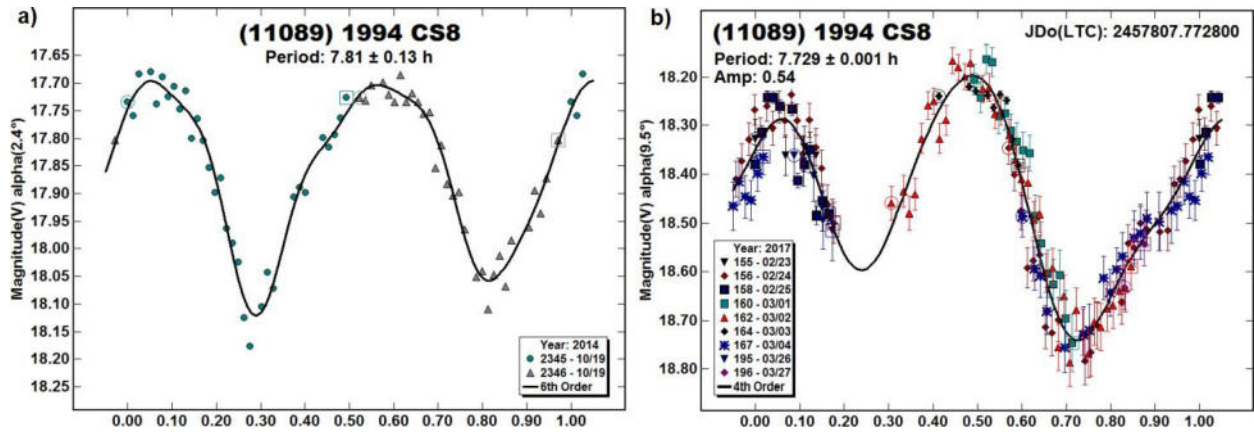 a)
(11089) 1994 CS8
Period: 7.81 ± 0.13 h
Magnitude(V) alpha(2.4°)
17.65
17.70
17.75
17.80
17.85
17.90
17.95
18.00
18.05
18.10
18.15
18.20
18.25
Year: 2014
2345 - 10/19
2346 - 10/19
6th Order
0.00 0.10 0.20 0.30 0.40 0.50 0.60 0.70 0.80 0.90 1.00
b)
(11089) 1994 CS8
JDo(LTC): 2457807.772800
Period: 7.729 ± 0.001 h
Amp: 0.54
Magnitude(V) alpha(9.5°)
18.20
18.30
18.40
18.50
18.60
18.70
18.80
Year: 2017
155 - 02/23
156 - 02/24
158 - 02/25
160 - 03/01
162 - 03/02
164 - 03/03
167 - 03/04
195 - 03/26
196 - 03/27
4th Order
0.00 0.10 0.20 0.30 0.40 0.50 0.60 0.70 0.80 0.90 1.00